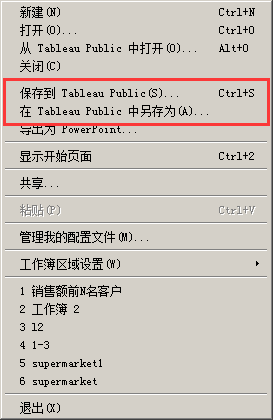 新建(N) Ctrl+N
打开(O)... Ctrl+O
从 Tableau Public 中打开(O)... Alt+O
关闭(C)
保存到 Tableau Public(S)... Ctrl+S
在 Tableau Public 中另存为(A)...
导出为 PowerPoint...
显示开始页面 Ctrl+2
共享...
粘贴(P) Ctrl+V
管理我的配置文件(M)...
工作簿区域设置(W)
1 销售额前N名客户
2 工作簿 2
3 l2
4 1-3
5 supermarket1
6 supermarket
退出(X)